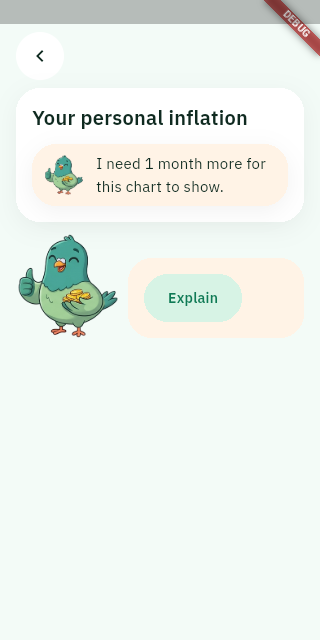 DEBUG
Your personal inflation
I need 1 month more for
this chart to show.
Explain